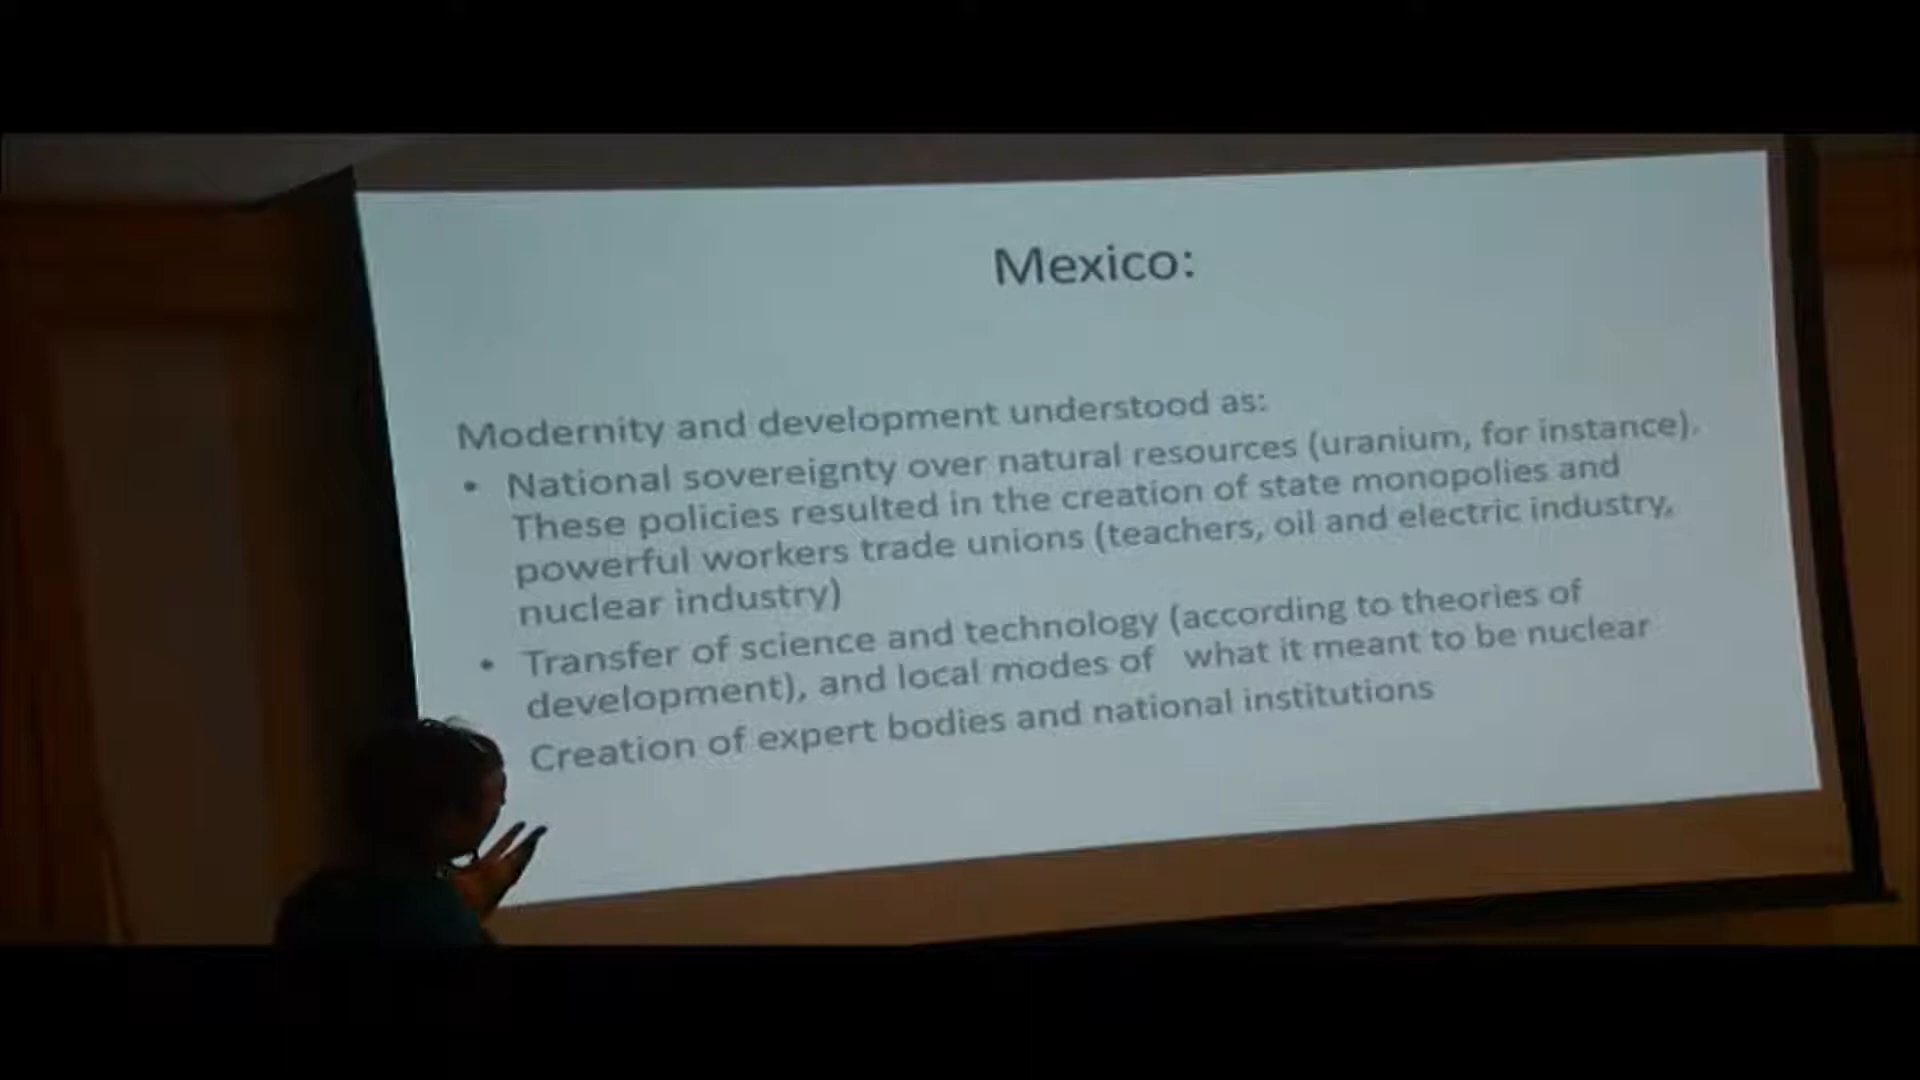 Mexico:
Modernity and development understood as:
• National sovereignty over natural resources (uranium, for instance).
These policies resulted in the creation of state monopolies and
powerful workers trade unions (teachers, oil and electric industry,
nuclear industry)
• Transfer of science and technology (according to theories of
development), and local modes of what it meant to be nuclear
Creation of expert bodies and national institutions